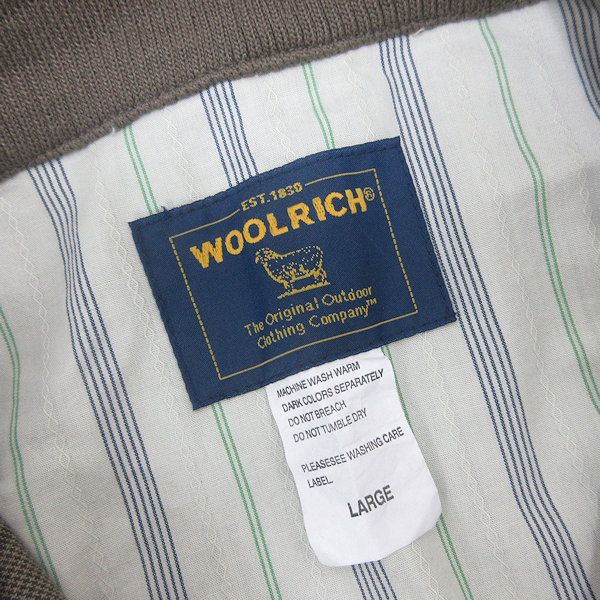 EST. 1830
WOOLRICH®
The Original Outdoor
Clothing Company™
MACHINE WASH WARM
DARK COLORS SEPARATELY
DO NOT BREACH
DO NOT TUMBLE DRY
PLEASESEE WASHING CARE
LABEL.
LARGE